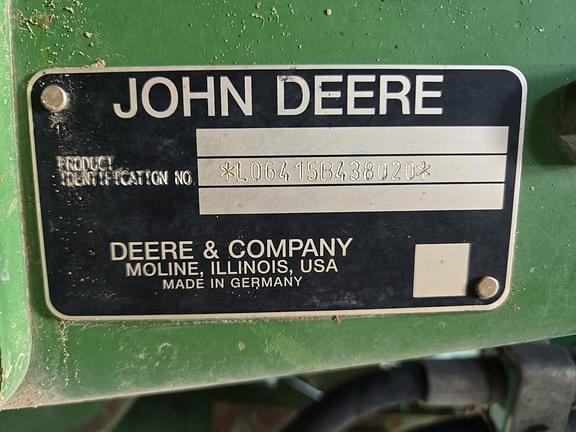 JOHN DEERE
PRODUCT
IDENTIFICATION NO.
*L06415B438020*
DEERE & COMPANY
MOLINE, ILLINOIS, USA
MADE IN GERMANY